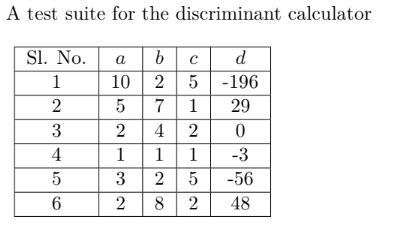 A test suite for the discriminant calculator
Sl. No. a b c d
1 10 2 5 -196
2 5 7 1 29
3 2 4 2 0
4 1 1 1 -3
5 3 2 5 -56
6 2 8 2 48